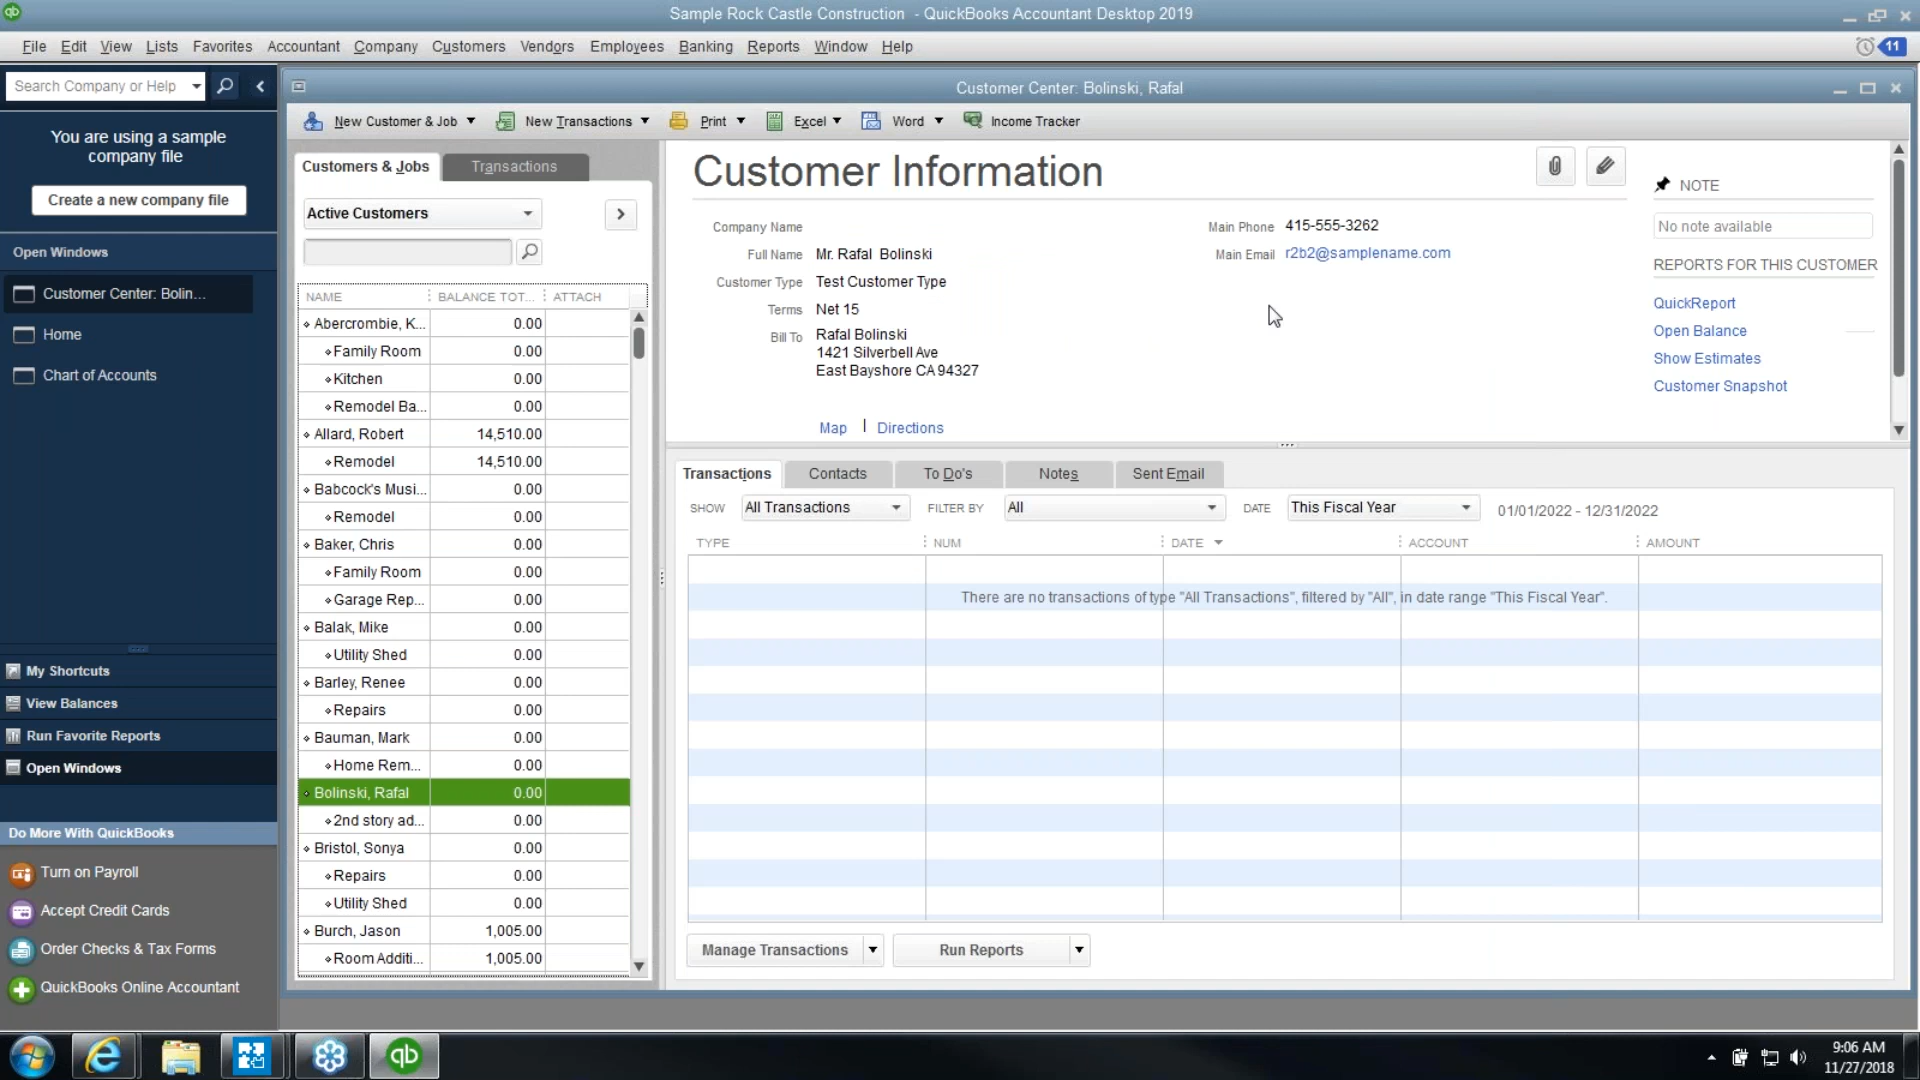 Sample Rock Castle Construction - QuickBooks Accountant Desktop 2019
File Edit View Lists Favorites Accountant Company Customers Vendors Employees Banking Reports Window Help
11
Search Company or Help
You are using a sample
company file
Create a new company file
Open Windows
Customer Center: Bolin...
Home
Chart of Accounts
My Shortcuts
View Balances
Run Favorite Reports
Open Windows
Do More With QuickBooks
Turn on Payroll
Accept Credit Cards
Order Checks & Tax Forms
QuickBooks Online Accountant
Customer Center: Bolinski, Rafal
New Customer & Job New Transactions Print Excel Word Income Tracker
Customers & Jobs Transactions
Active Customers
NAME BALANCE TOT... ATTACH
Abercrombie, K... 0.00
Family Room 0.00
Kitchen 0.00
Remodel Ba... 0.00
Allard, Robert 14,510.00
Remodel 14,510.00
Babcock's Musi... 0.00
Remodel 0.00
Baker, Chris 0.00
Family Room 0.00
Garage Rep... 0.00
Balak, Mike 0.00
Utility Shed 0.00
Barley, Renee 0.00
Repairs 0.00
Bauman, Mark 0.00
Home Rem... 0.00
Bolinski, Rafal 0.00
2nd story ad... 0.00
Bristol, Sonya 0.00
Repairs 0.00
Utility Shed 0.00
Burch, Jason 1,005.00
Room Additi... 1,005.00
Customer Information
Company Name
Full Name Mr. Rafal Bolinski
Customer Type Test Customer Type
Terms Net 15
Bill To Rafal Bolinski
1421 Silverbell Ave
East Bayshore CA 94327
Map | Directions
Main Phone 415-555-3262
Main Email r2b2@samplename.com
NOTE
No note available
REPORTS FOR THIS CUSTOMER
QuickReport
Open Balance
Show Estimates
Customer Snapshot
Transactions Contacts To Do's Notes Sent Email
SHOW All Transactions FILTER BY All DATE This Fiscal Year 01/01/2022 - 12/31/2022
TYPE NUM DATE ACCOUNT AMOUNT
There are no transactions of type "All Transactions", filtered by "All", in date range "This Fiscal Year".
Manage Transactions Run Reports
qb
9:06 AM
11/27/2018